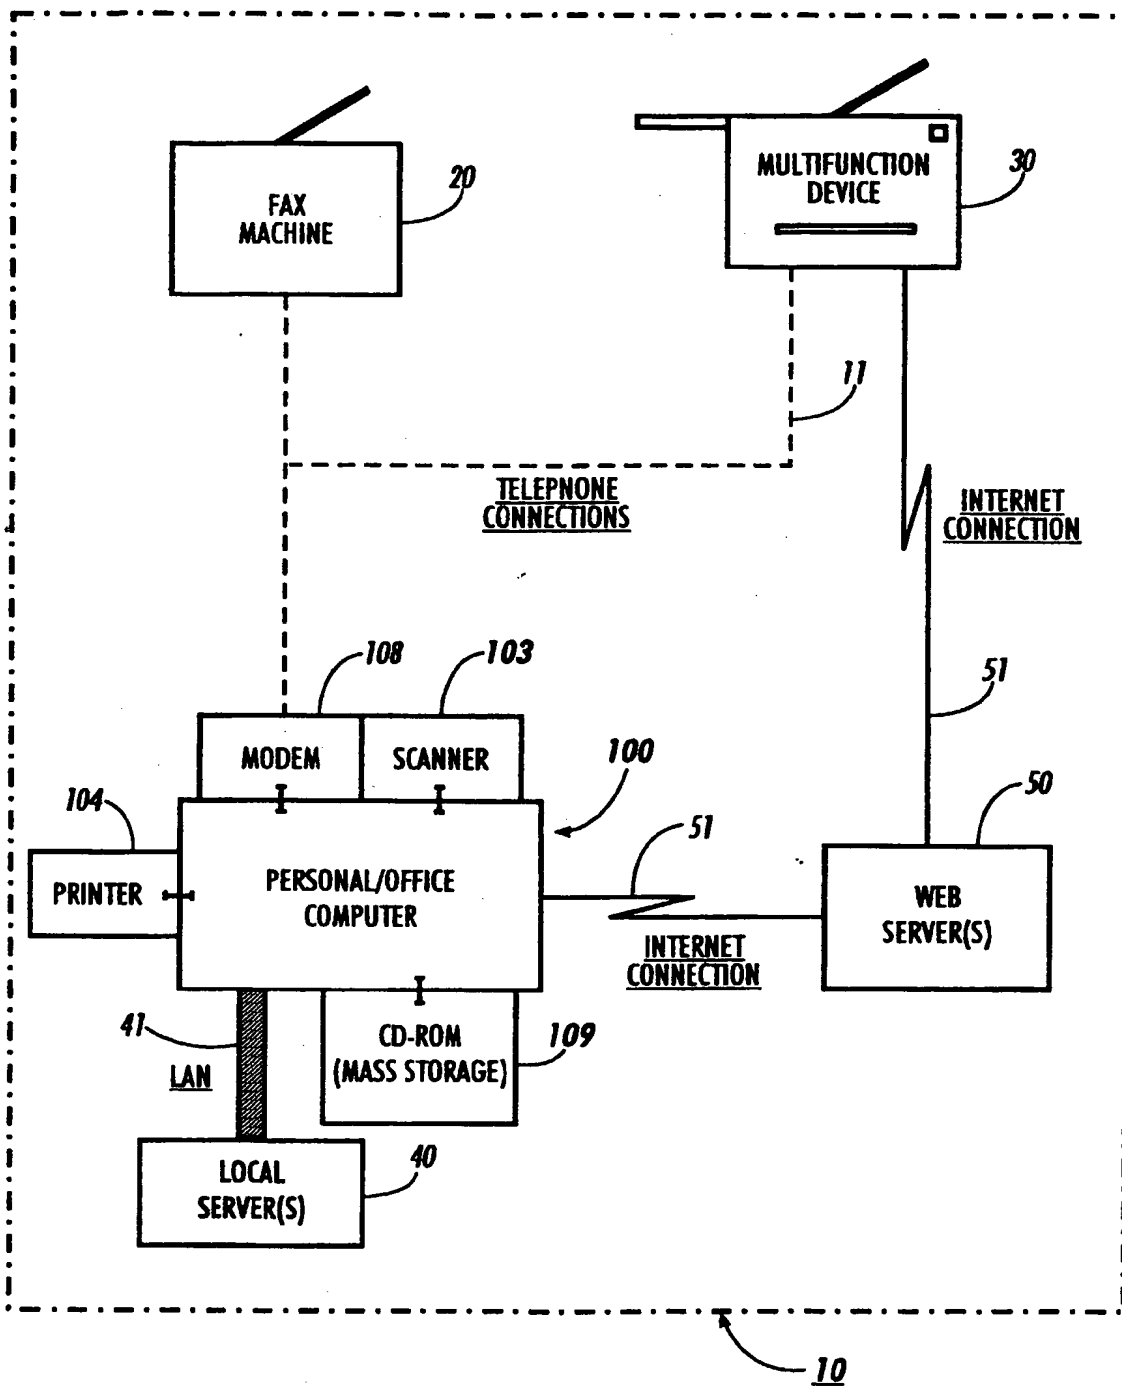 FAX
MACHINE
20
MULTIFUNCTION
DEVICE
30
11
TELEPNONE
CONNECTIONS
INTERNET
CONNECTION
51
108
103
MODEM
SCANNER
100
104
PRINTER
PERSONAL/OFFICE
COMPUTER
51
INTERNET
CONNECTION
50
WEB
SERVER(S)
41
LAN
CD-ROM
(MASS STORAGE)
109
LOCAL
SERVER(S)
40
10